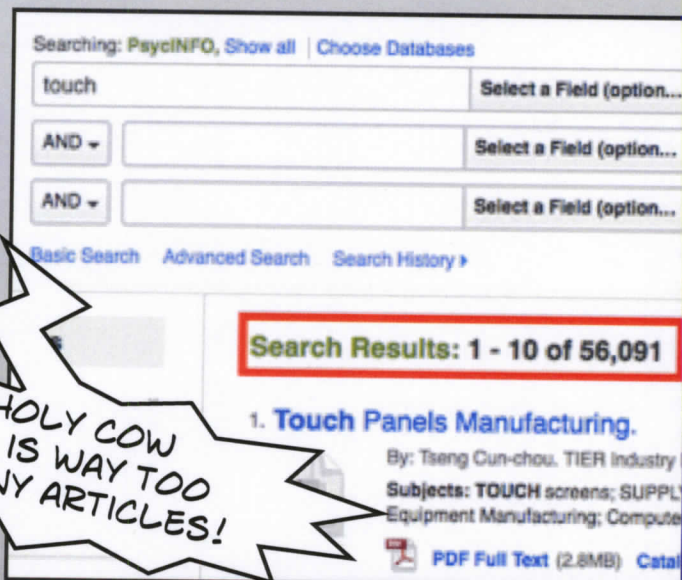 Searching: PsycINFO, Show all | Choose Databases
touch Select a Field (option...
AND Select a Field (option...
AND Select a Field (option...
Basic Search Advanced Search Search History
Search Results: 1 - 10 of 56,091
1. Touch Panels Manufacturing.
By: Tseng Cun-chou. TIER Industry
Subjects: TOUCH screens; SUPPLY
Equipment Manufacturing; Compute
PDF Full Text (2.8MB) Catal
HOLY COW
IS WAY TOO
ARTICLES!